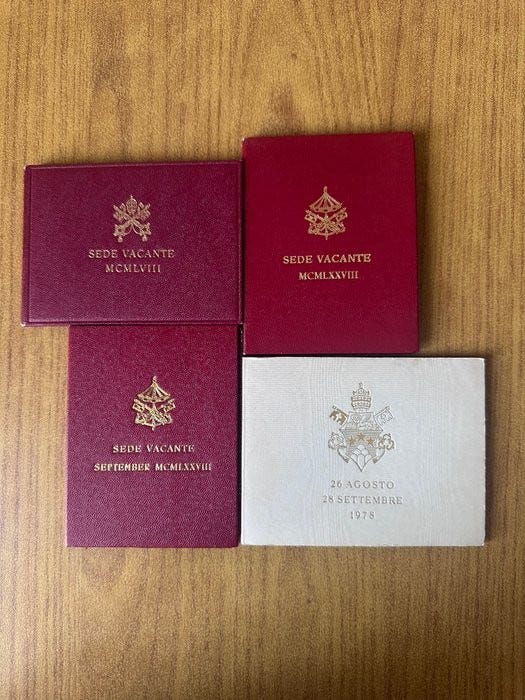 SEDE VACANTE
MCMLVIII
SEDE VACANTE
MCMLXXVIII
SEDE VACANTE
SEPTEMBER MCMLXXVIII
26 AGOSTO
28 SETTEMBRE
1978